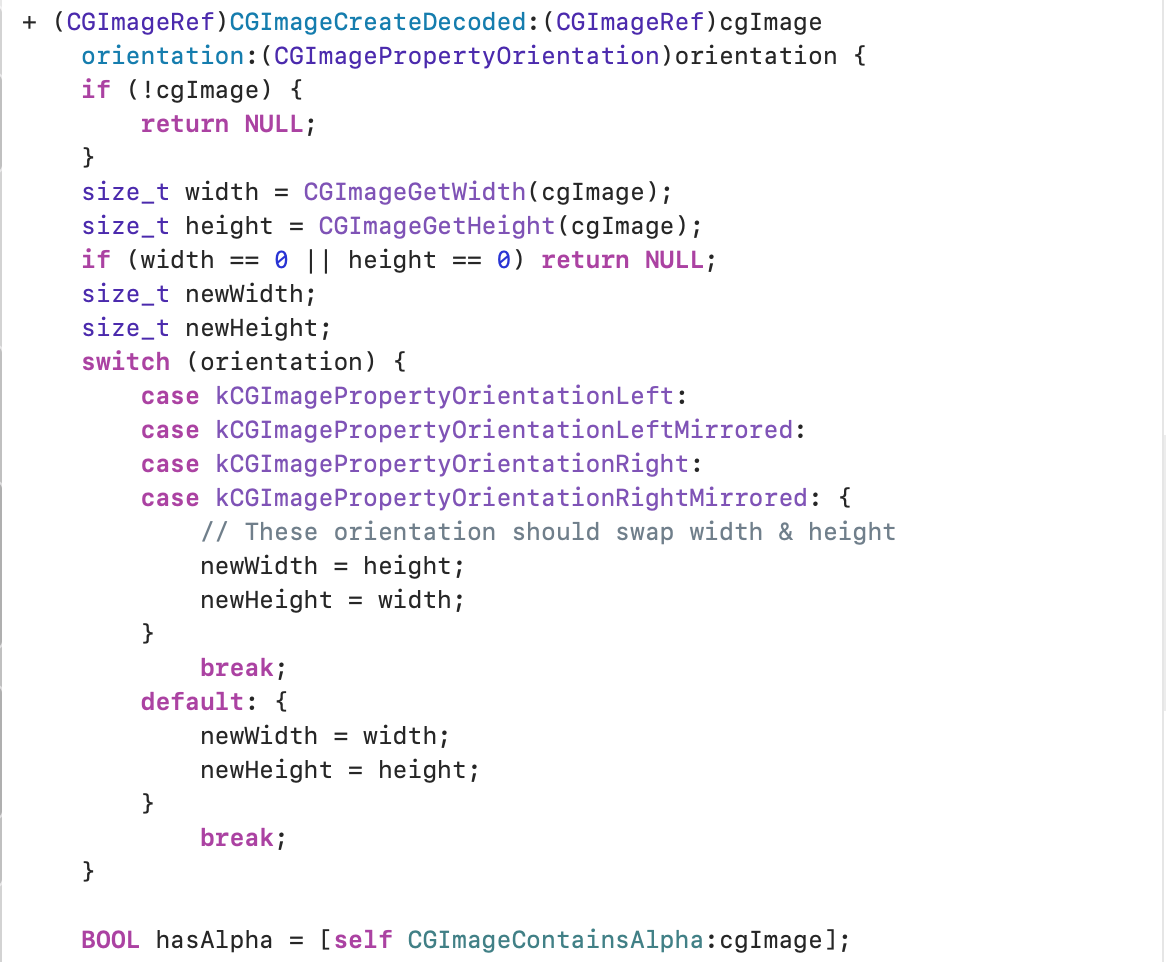 + (CGImageRef)CGImageCreateDecoded:(CGImageRef)cgImage
orientation:(CGImagePropertyOrientation)orientation {
if (!cgImage) {
return NULL;
}
size_t width = CGImageGetWidth(cgImage);
size_t height = CGImageGetHeight(cgImage);
if (width == 0 || height == 0) return NULL;
size_t newWidth;
size_t newHeight;
switch (orientation) {
case kCGImagePropertyOrientationLeft:
case kCGImagePropertyOrientationLeftMirrored:
case kCGImagePropertyOrientationRight:
case kCGImagePropertyOrientationRightMirrored: {
// These orientation should swap width & height
newWidth = height;
newHeight = width;
}
break;
default: {
newWidth = width;
newHeight = height;
}
break;
}
BOOL hasAlpha = [self CGImageContainsAlpha:cgImage];